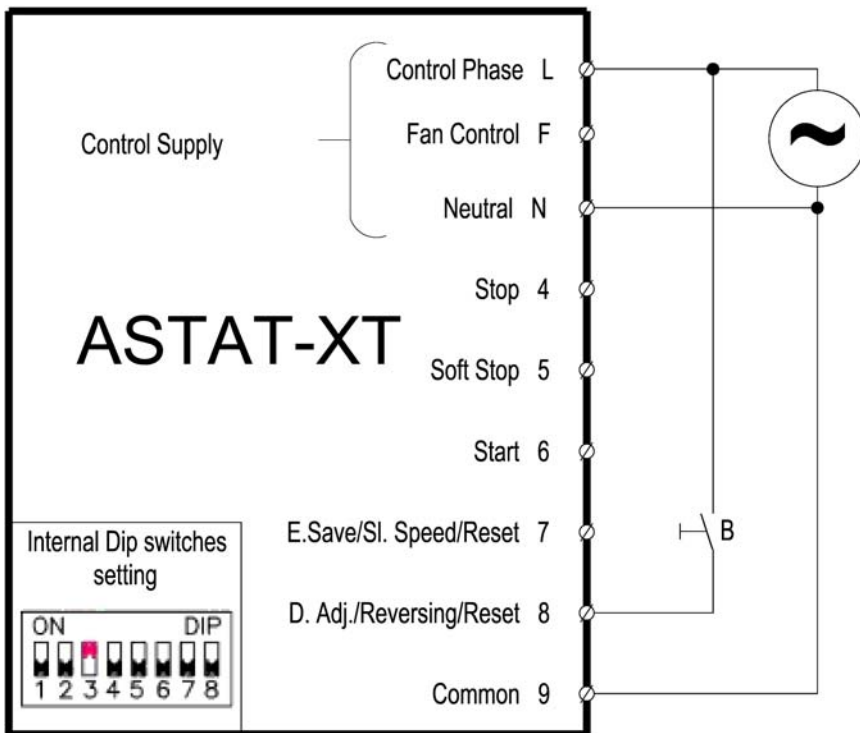 Control Phase L
Control Supply
Fan Control F
Neutral N
Stop 4
ASTAT-XT
Soft Stop 5
Start 6
E.Save/Sl. Speed/Reset 7
B
Internal Dip switches
setting
D. Adj./Reversing/Reset 8
ON DIP
1 2 3 4 5 6 7 8
Common 9